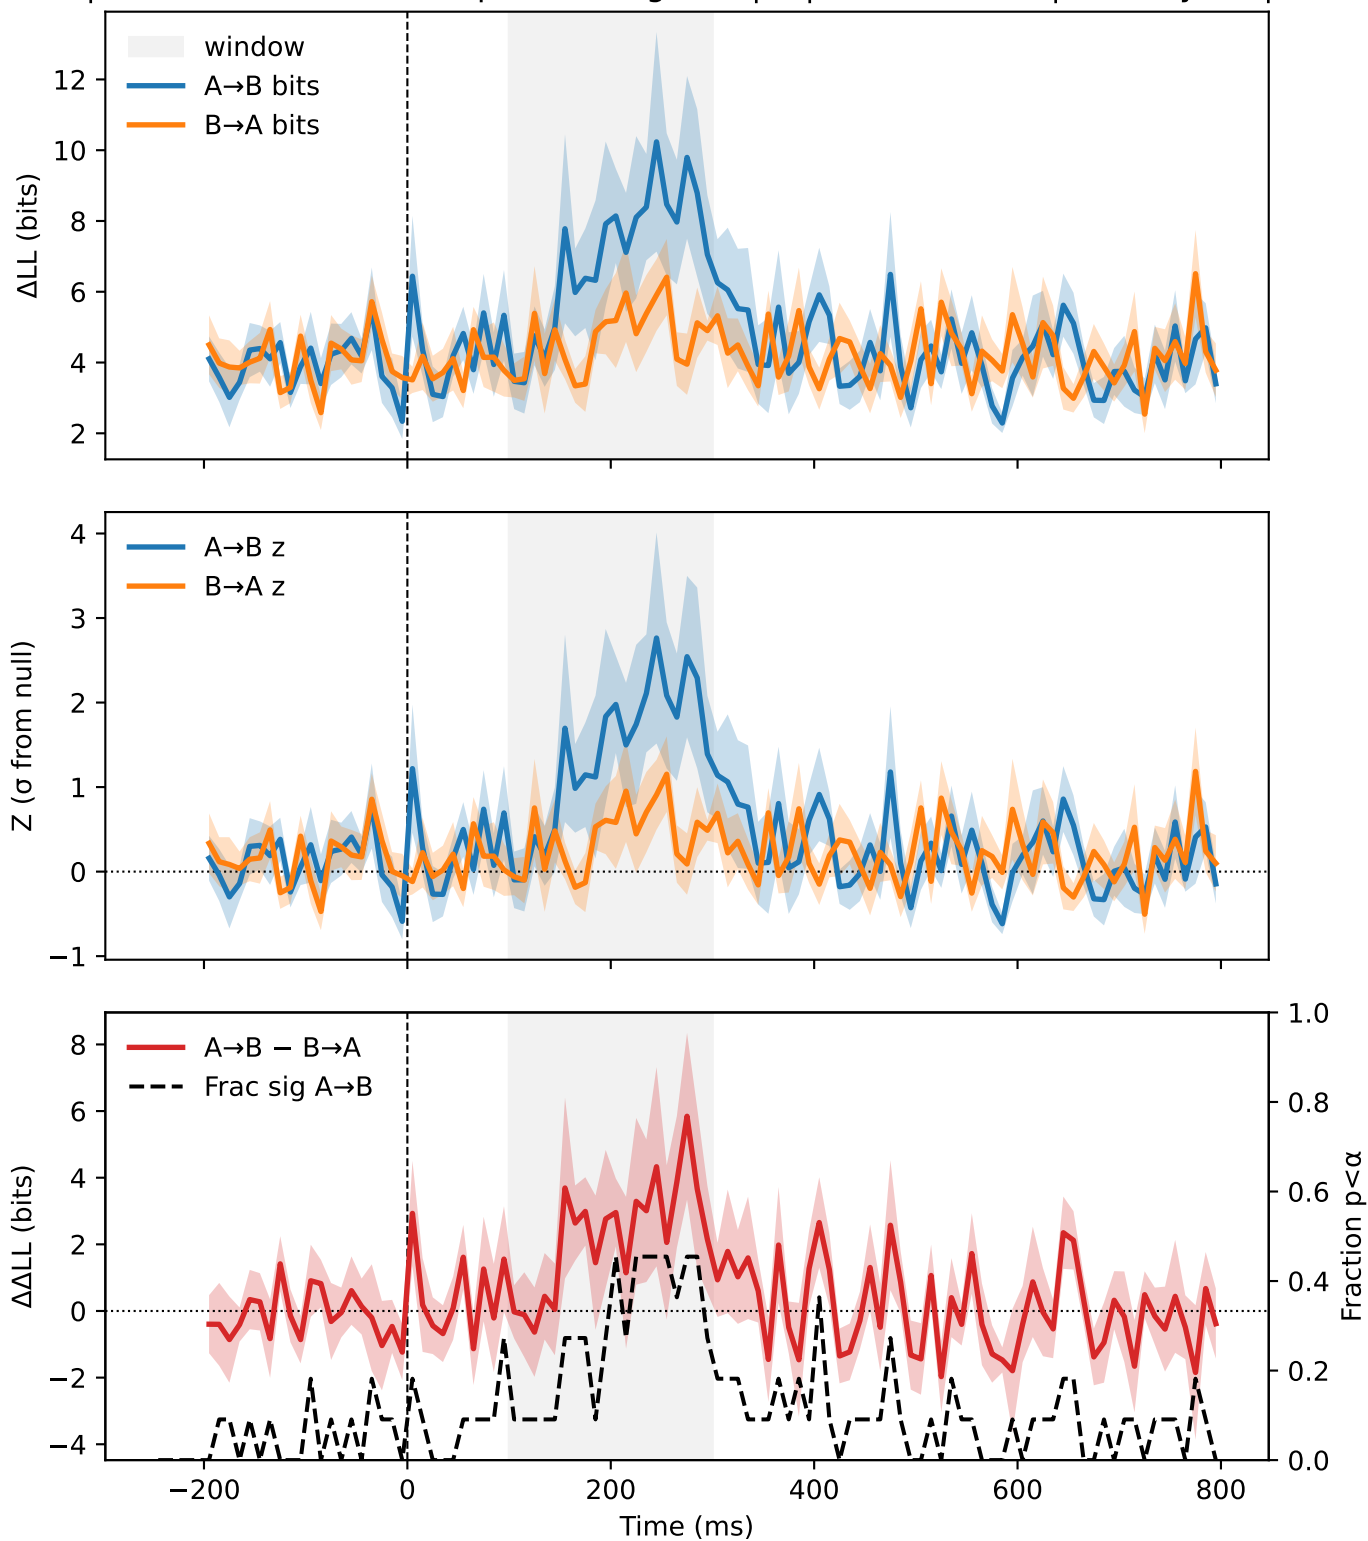 window
A→B bits
B→A bits
ΔLL (bits)
12
10
8
6
4
2
A→B z
B→A z
Z (σ from null)
4
3
2
1
0
−1
A→B − B→A
Frac sig A→B
ΔΔLL (bits)
8
6
4
2
0
−2
−4
1.0
0.8
0.6
0.4
0.2
0.0
Fraction p<α
−200 0 200 400 600 800
Time (ms)